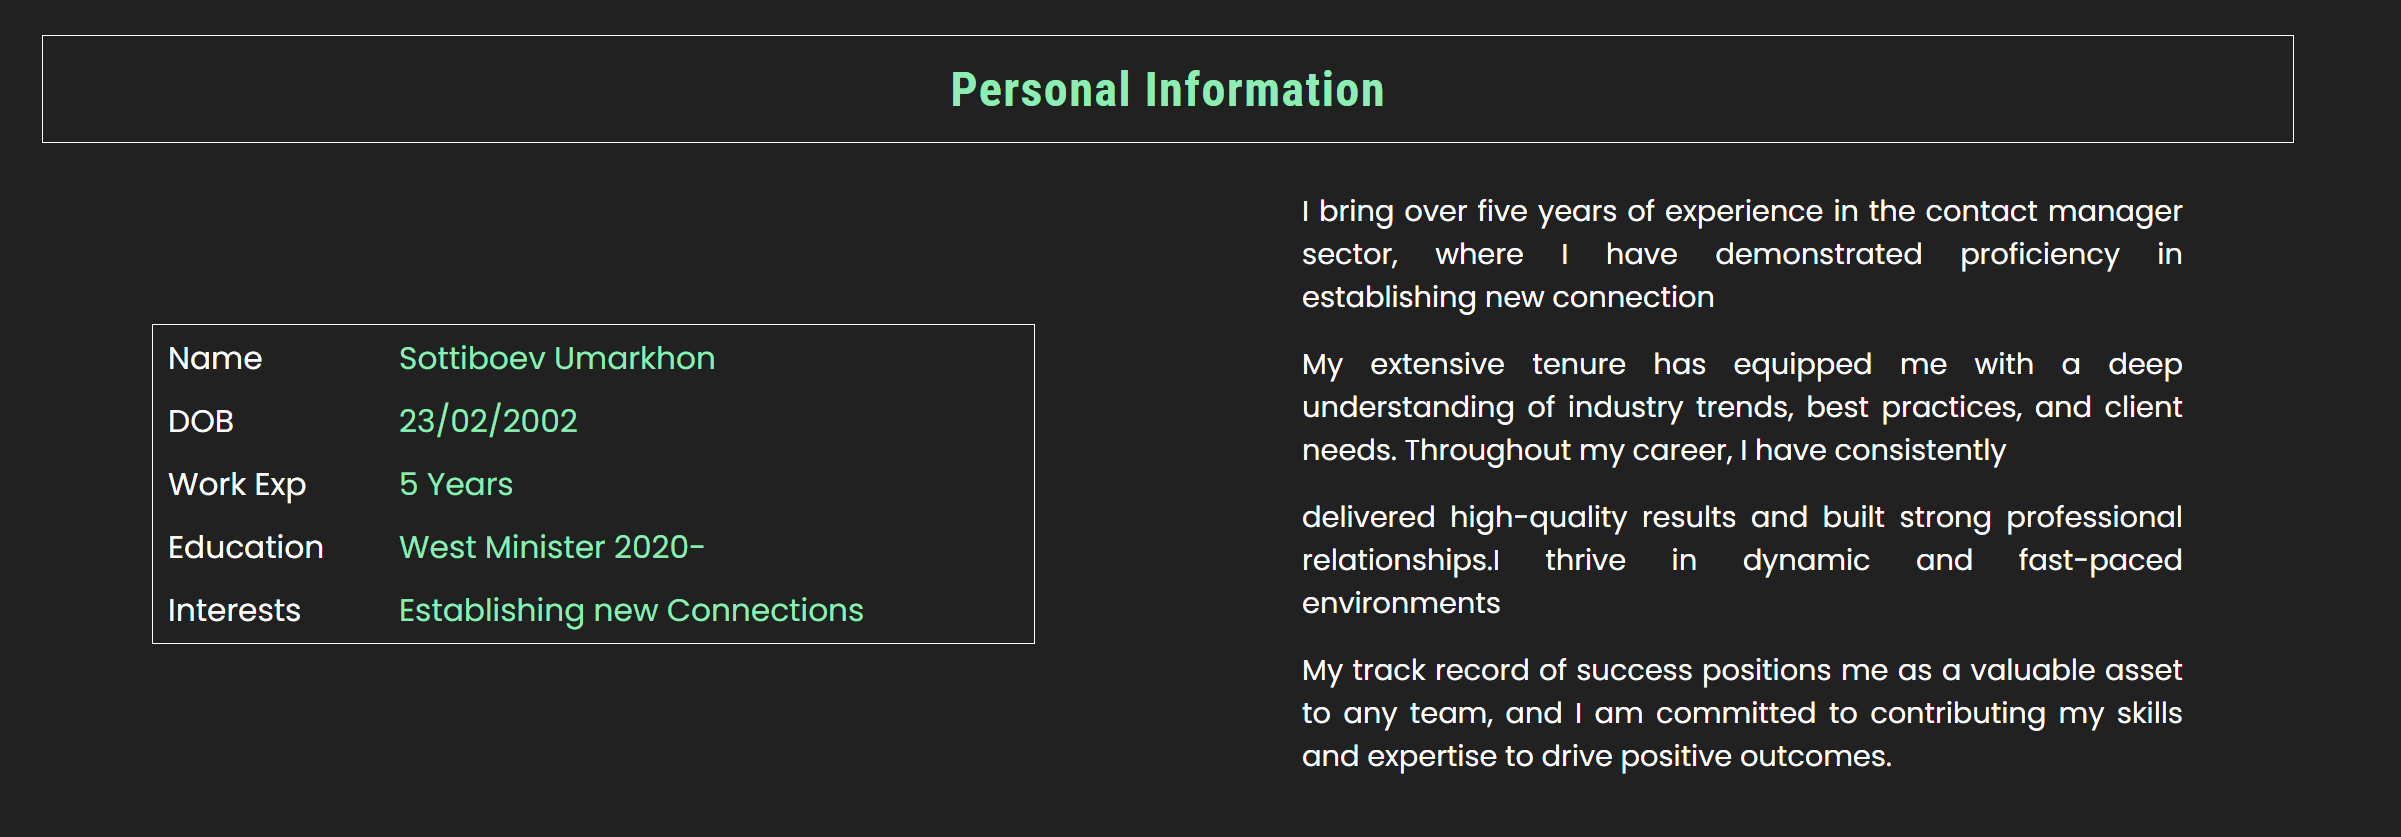 Personal Information
Name Sottiboev Umarkhon
DOB 23/02/2002
Work Exp 5 Years
Education West Minister 2020-
Interests Establishing new Connections
I bring over five years of experience in the contact manager
sector, where I have demonstrated proficiency in
establishing new connection
My extensive tenure has equipped me with a deep
understanding of industry trends, best practices, and client
needs. Throughout my career, I have consistently
delivered high-quality results and built strong professional
relationships.I thrive in dynamic and fast-paced
environments
My track record of success positions me as a valuable asset
to any team, and I am committed to contributing my skills
and expertise to drive positive outcomes.